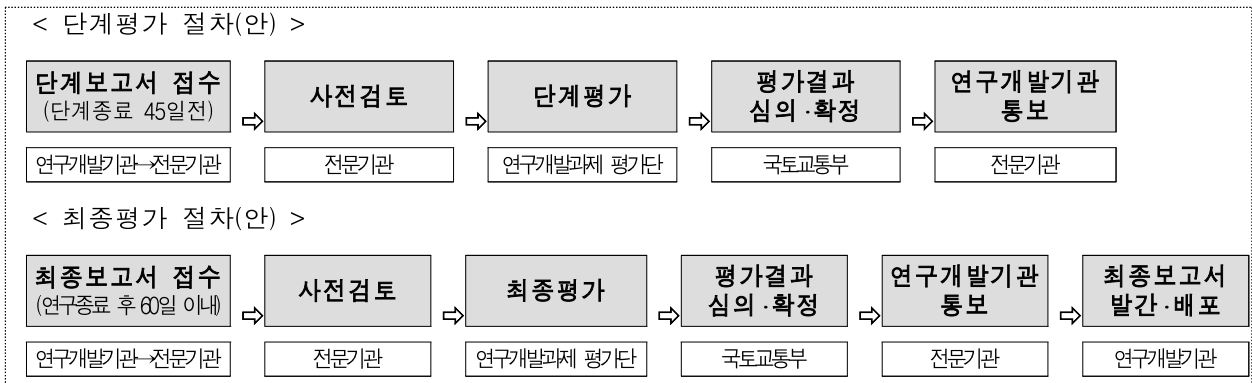 < 단계평가 절차(안) >
단계보고서 접수 ⇨ 사전검토 ⇨ 단계평가 ⇨ 평가결과 심의·확정 ⇨ 연구개발기관 통보
(단계종료 45일전)
연구개발기관→전문기관 전문기관 연구개발과제 평가단 국토교통부 전문기관
< 최종평가 절차(안) >
최종보고서 접수 ⇨ 사전검토 ⇨ 최종평가 ⇨ 평가결과 심의·확정 ⇨ 연구개발기관 통보 ⇨ 최종보고서 발간·배포
(연구종료 후 60일 이내)
연구개발기관→전문기관 전문기관 연구개발과제 평가단 국토교통부 전문기관 연구개발기관